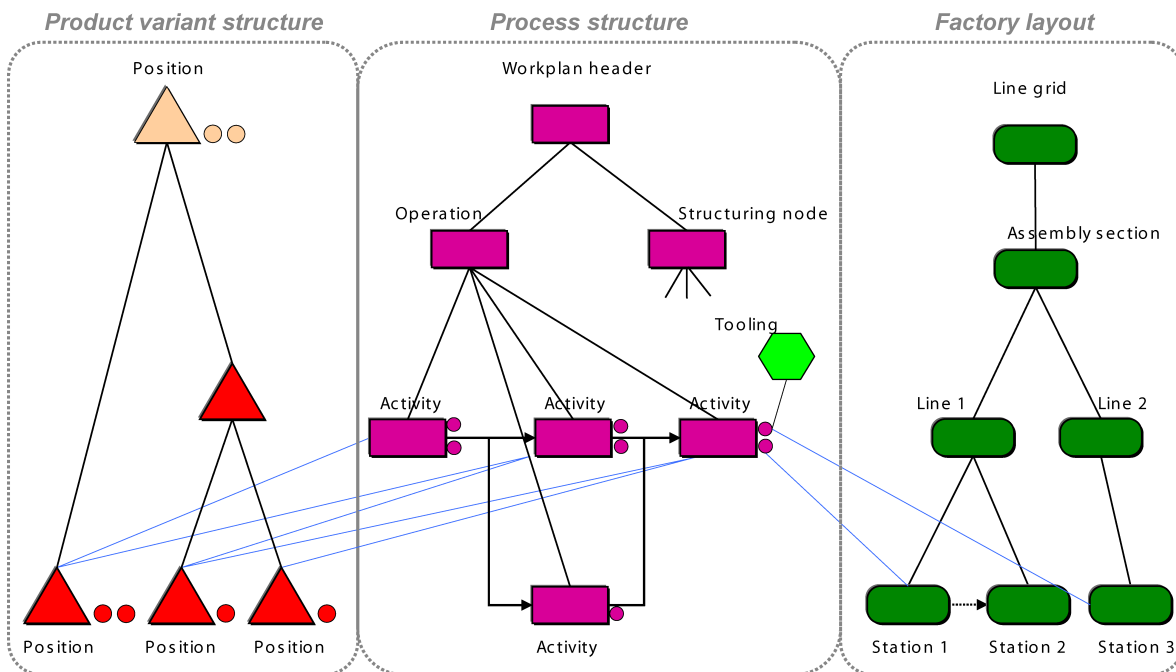 Product variant structure
Process structure
Factory layout
Position
Workplan header
Line grid
Operation
Structuring node
Assembly section
Tooling
Activity
Activity
Activity
Line 1
Line 2
Position
Position
Position
Activity
Station 1
Station 2
Station 3